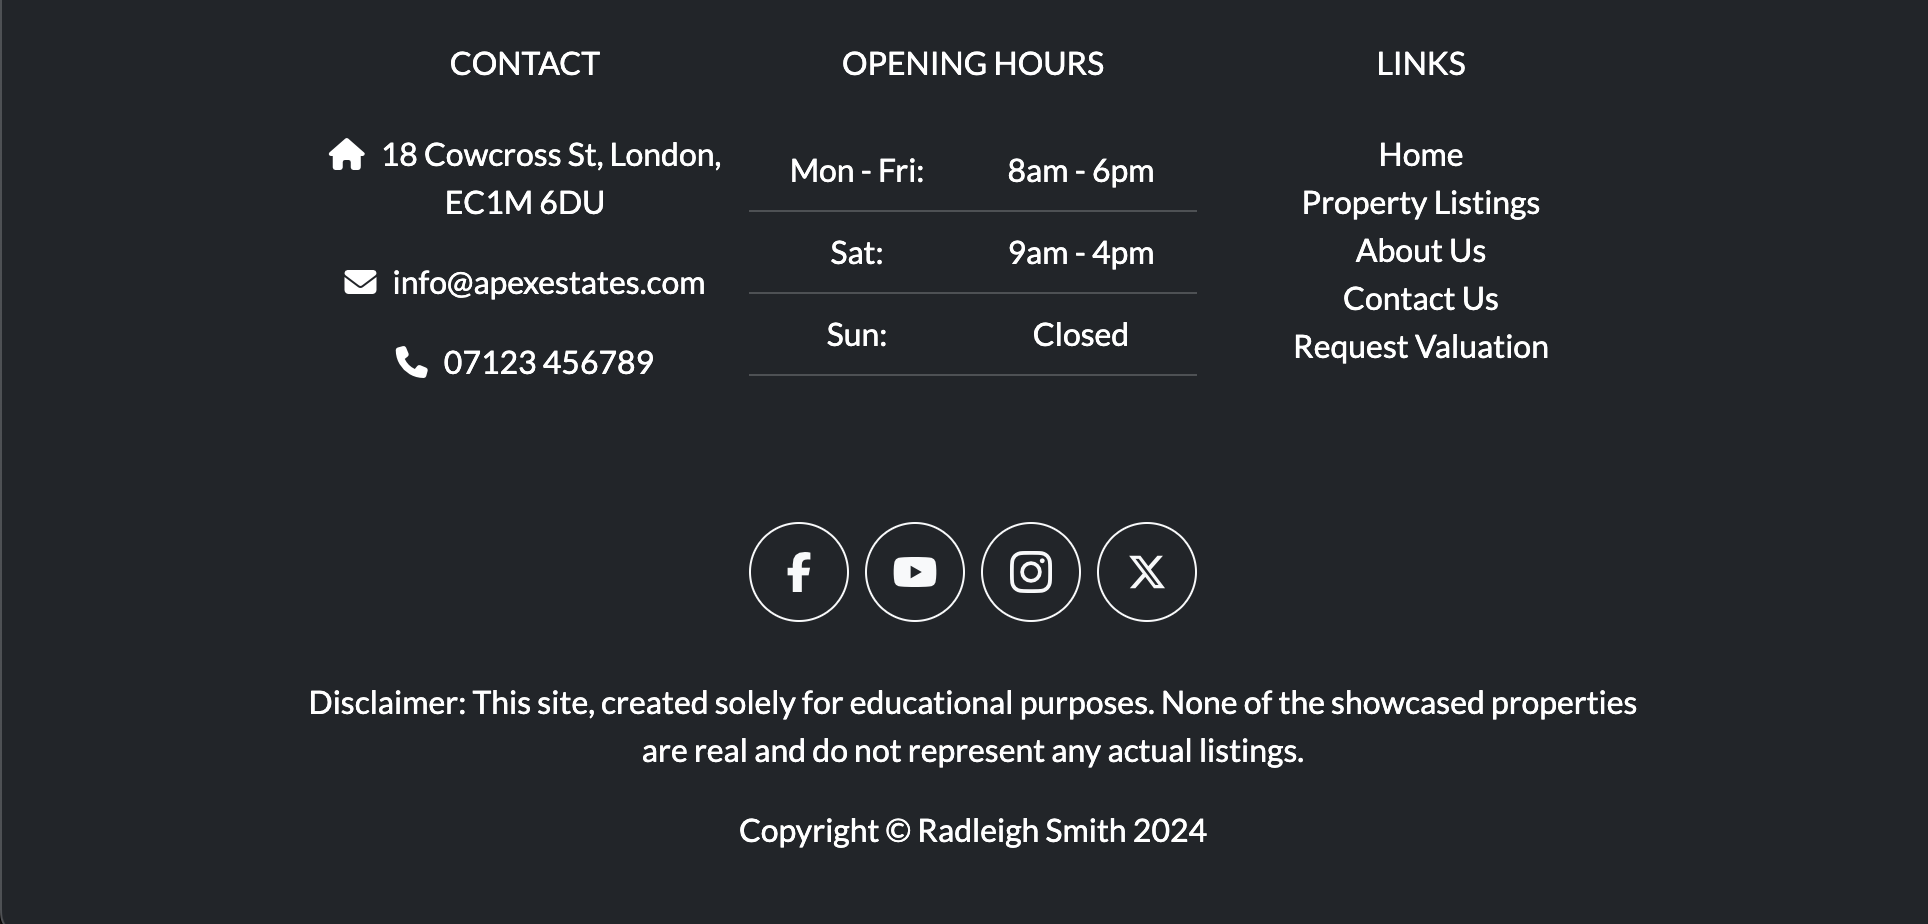 CONTACT
18 Cowcross St, London,
EC1M 6DU
info@apexestates.com
07123 456789
OPENING HOURS
Mon - Fri: 8am - 6pm
Sat: 9am - 4pm
Sun: Closed
LINKS
Home
Property Listings
About Us
Contact Us
Request Valuation
Disclaimer: This site, created solely for educational purposes. None of the showcased properties
are real and do not represent any actual listings.
Copyright © Radleigh Smith 2024